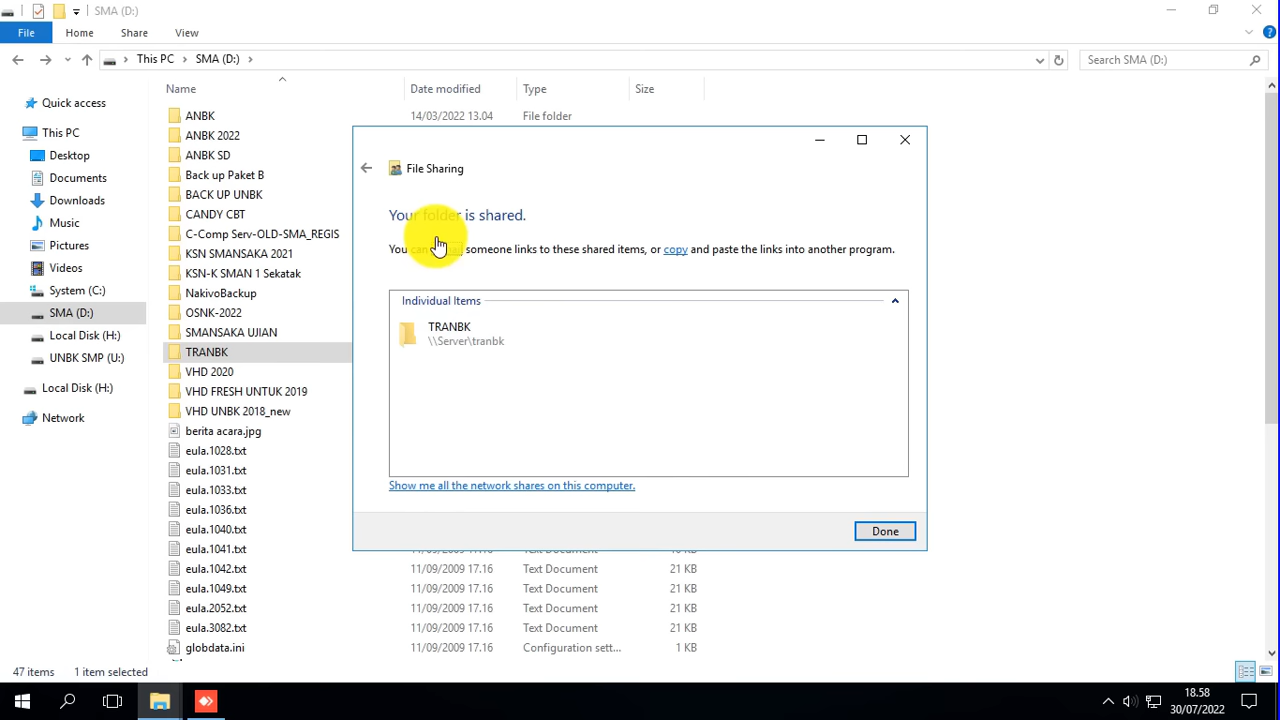 SMA (D:)
File
Home
Share
View
This PC
SMA (D:)
Search SMA (D:)
Name
Date modified
Type
Size
Quick access
This PC
Desktop
Documents
Downloads
Music
Pictures
Videos
System (C:)
SMA (D:)
Local Disk (H:)
UNBK SMP (U:)
Local Disk (H:)
Network
ANBK
14/03/2022 13.04
File folder
ANBK 2022
ANBK SD
Back up Paket B
BACK UP UNBK
CANDY CBT
C-Comp Serv-OLD-SMA_REGIS
KSN SMANSAKA 2021
KSN-K SMAN 1 Sekatak
NakivoBackup
OSNK-2022
SMANSAKA UJIAN
TRANBK
VHD 2020
VHD FRESH UNTUK 2019
VHD UNBK 2018_new
berita acara.jpg
eula.1028.txt
eula.1031.txt
eula.1033.txt
eula.1036.txt
eula.1040.txt
eula.1041.txt
11/09/2009 17.16 Text Document
eula.1042.txt 11/09/2009 17.16 Text Document 21 KB
eula.1049.txt 11/09/2009 17.16 Text Document 21 KB
eula.2052.txt 11/09/2009 17.16 Text Document 21 KB
eula.3082.txt 11/09/2009 17.16 Text Document 21 KB
globdata.ini 11/09/2009 17.16 Configuration sett... 1 KB
File Sharing
Your folder is shared.
You can someone links to these shared items, or copy and paste the links into another program.
Individual Items
TRANBK
\\Server\tranbk
Show me all the network shares on this computer.
Done
47 items
1 item selected
18.58
30/07/2022